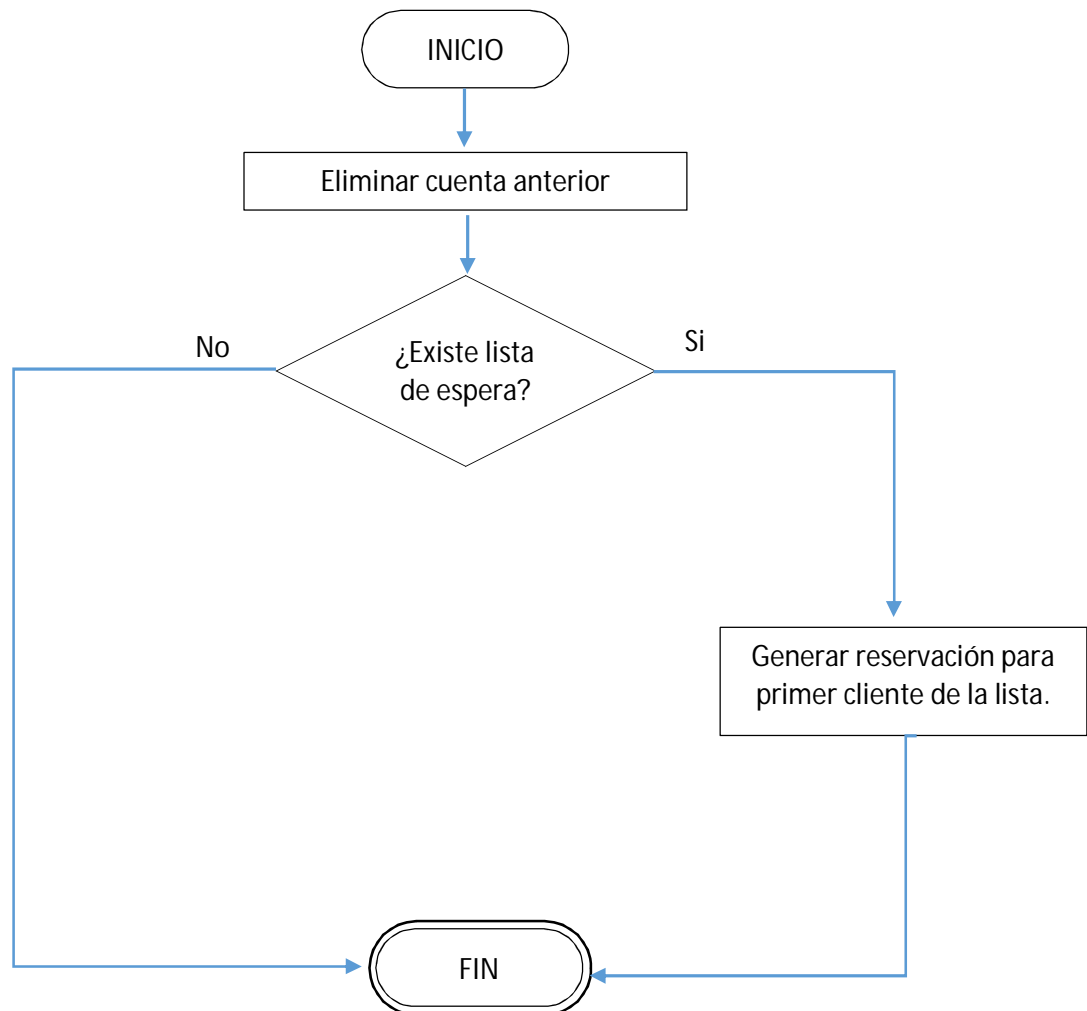 INICIO
Eliminar cuenta anterior
No
¿Existe lista
de espera?
Si
Generar reservación para
primer cliente de la lista.
FIN